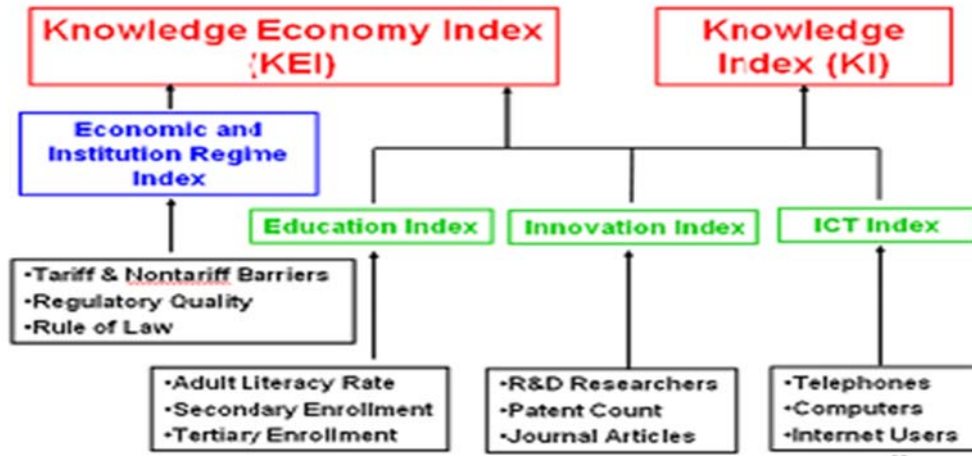 Knowledge Economy Index
(KEI)
Knowledge
Index (KI)
Economic and
Institution Regime
Index
Education Index
Innovation Index
ICT Index
•Tariff & Nontariff Barriers
•Regulatory Quality
•Rule of Law
•Adult Literacy Rate
•Secondary Enrollment
•Tertiary Enrollment
•R&D Researchers
•Patent Count
•Journal Articles
•Telephones
•Computers
•Internet Users